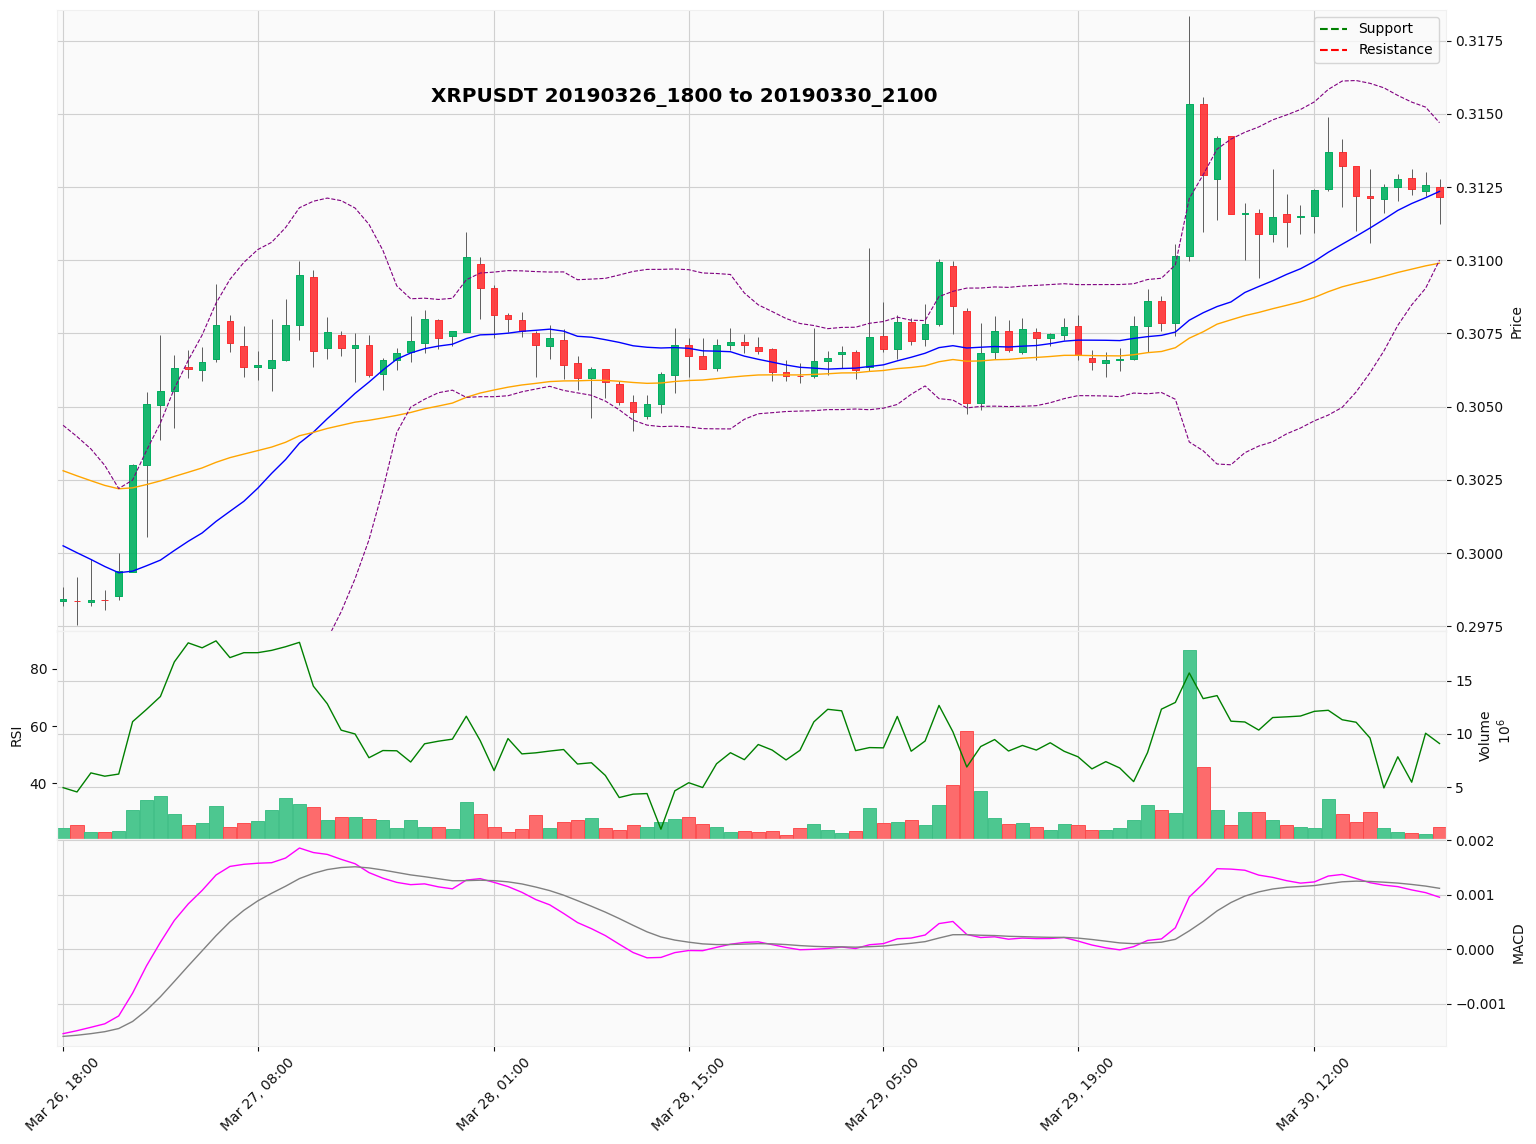 XRPUSDT 20190326_1800 to 20190330_2100
Support
Resistance
0.3175
0.3150
0.3125
0.3100
0.3075
0.3050
0.3025
0.3000
0.2975
Price
80
60
40
RSI
15
10
5
Volume
10^6
0.002
0.001
0.000
−0.001
MACD
Mar 26, 18:00
Mar 27, 08:00
Mar 28, 01:00
Mar 28, 15:00
Mar 29, 05:00
Mar 29, 19:00
Mar 30, 12:00